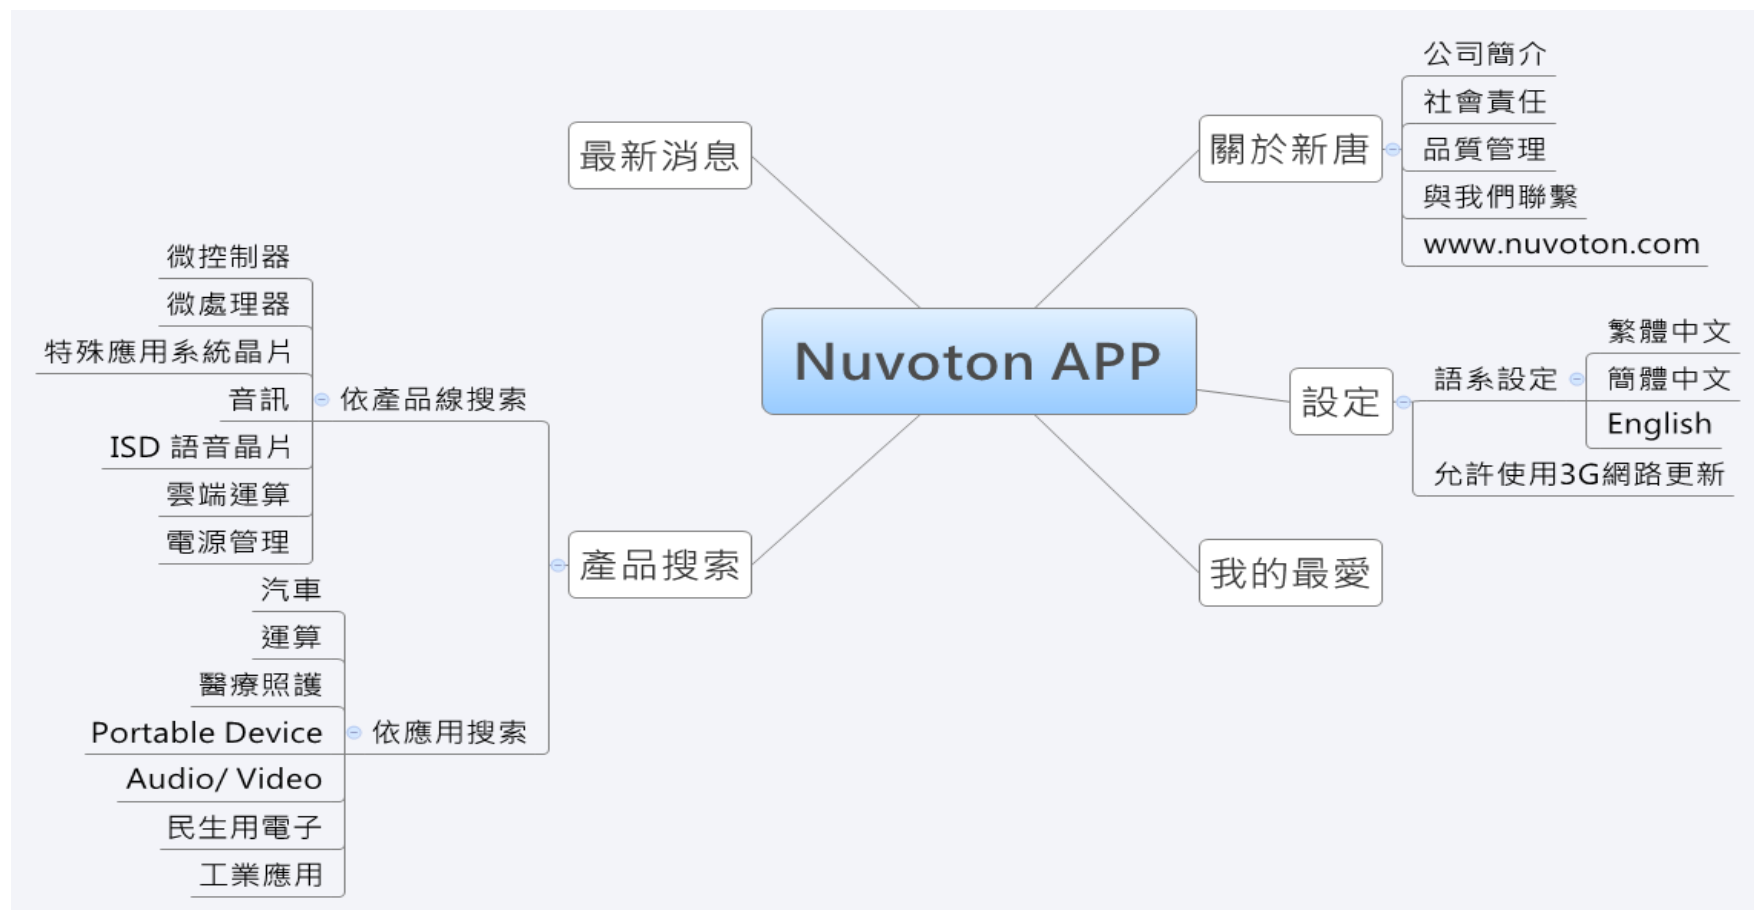 Nuvoton APP
關於新唐
公司簡介
社會責任
品質管理
與我們聯繫
www.nuvoton.com
設定
語系設定
繁體中文
簡體中文
English
允許使用3G網路更新
我的最愛
最新消息
產品搜索
依產品線搜索
微控制器
微處理器
特殊應用系統晶片
音訊
ISD 語音晶片
雲端運算
電源管理
依應用搜索
汽車
運算
醫療照護
Portable Device
Audio/ Video
民生用電子
工業應用